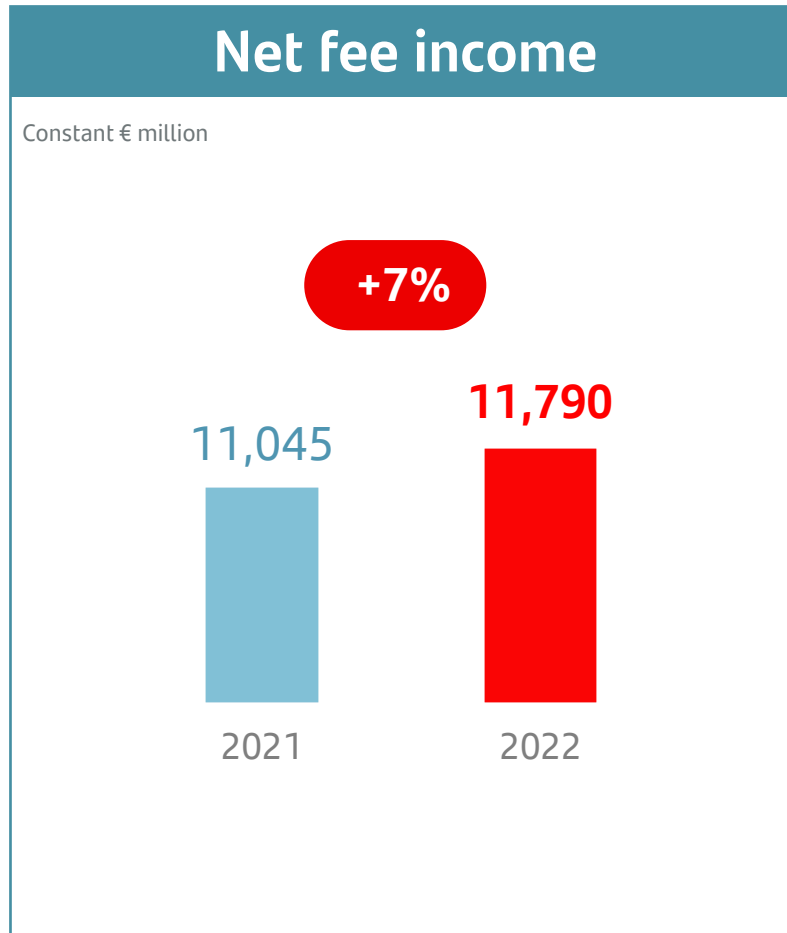 Net fee income
Constant € million
+7%
11,790
11,045
2021 2022